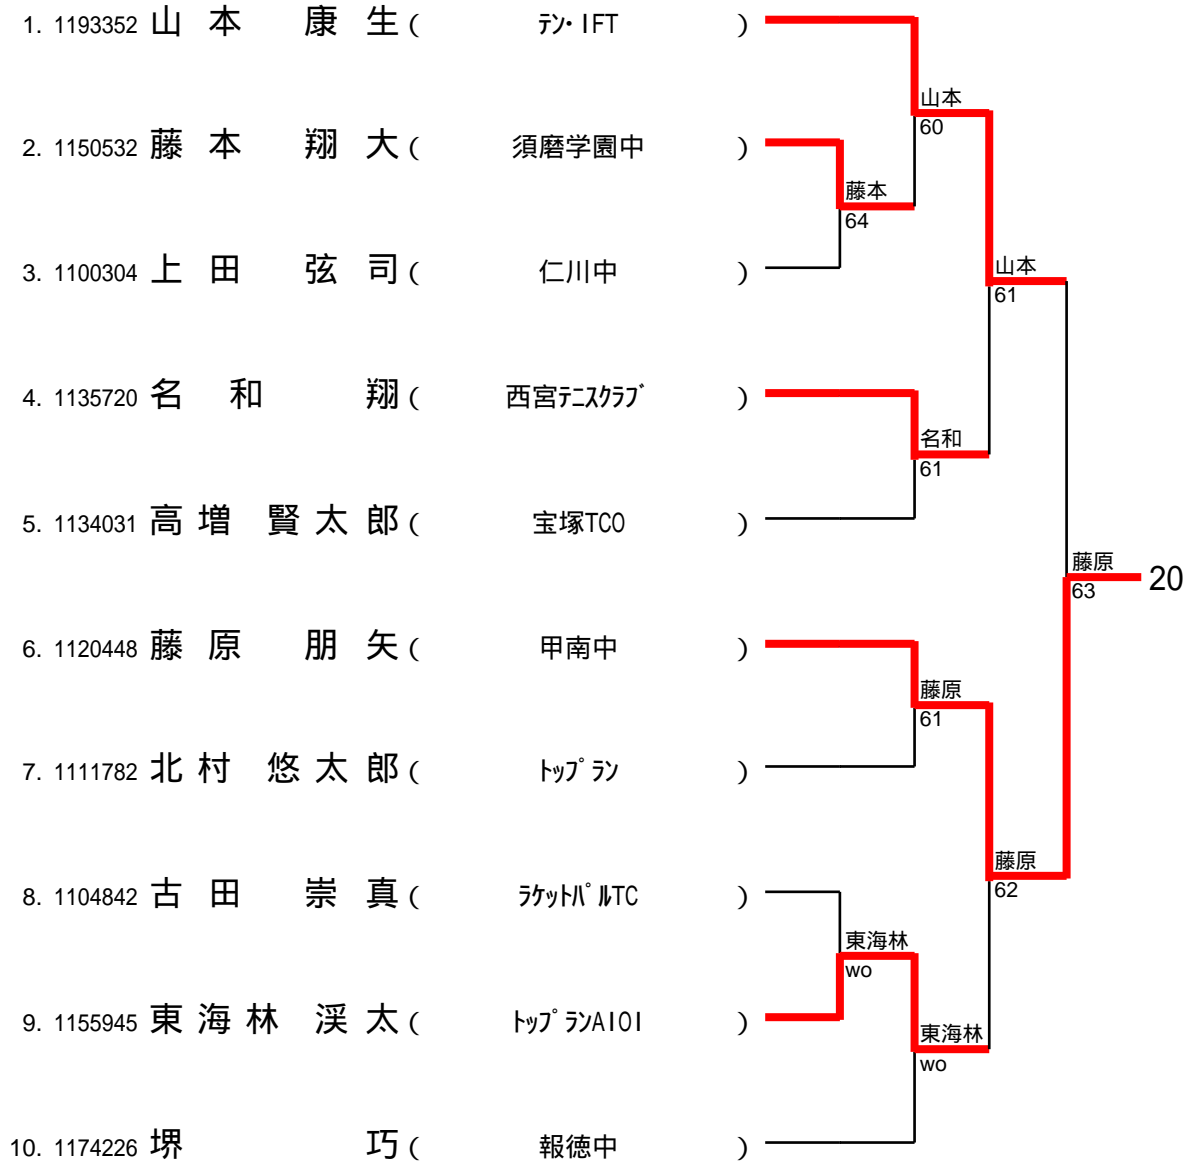 1. 1193352 山本 康生 ( テン・IFT )
山本
60
2. 1150532 藤本 翔大 ( 須磨学園中 )
藤本
64
3. 1100304 上田 弦司 ( 仁川中 )
山本
61
4. 1135720 名和 翔 ( 西宮テニスクラブ )
名和
61
5. 1134031 高増 賢太郎 ( 宝塚TCO )
藤原
63
20
6. 1120448 藤原 朋矢 ( 甲南中 )
藤原
61
7. 1111782 北村 悠太郎 ( トップラン )
藤原
62
8. 1104842 古田 崇真 ( ラケットパルTC )
東海林
wo
9. 1155945 東海林 渓太 ( トップランAIOI )
東海林
wo
10. 1174226 堺 巧 ( 報徳中 )